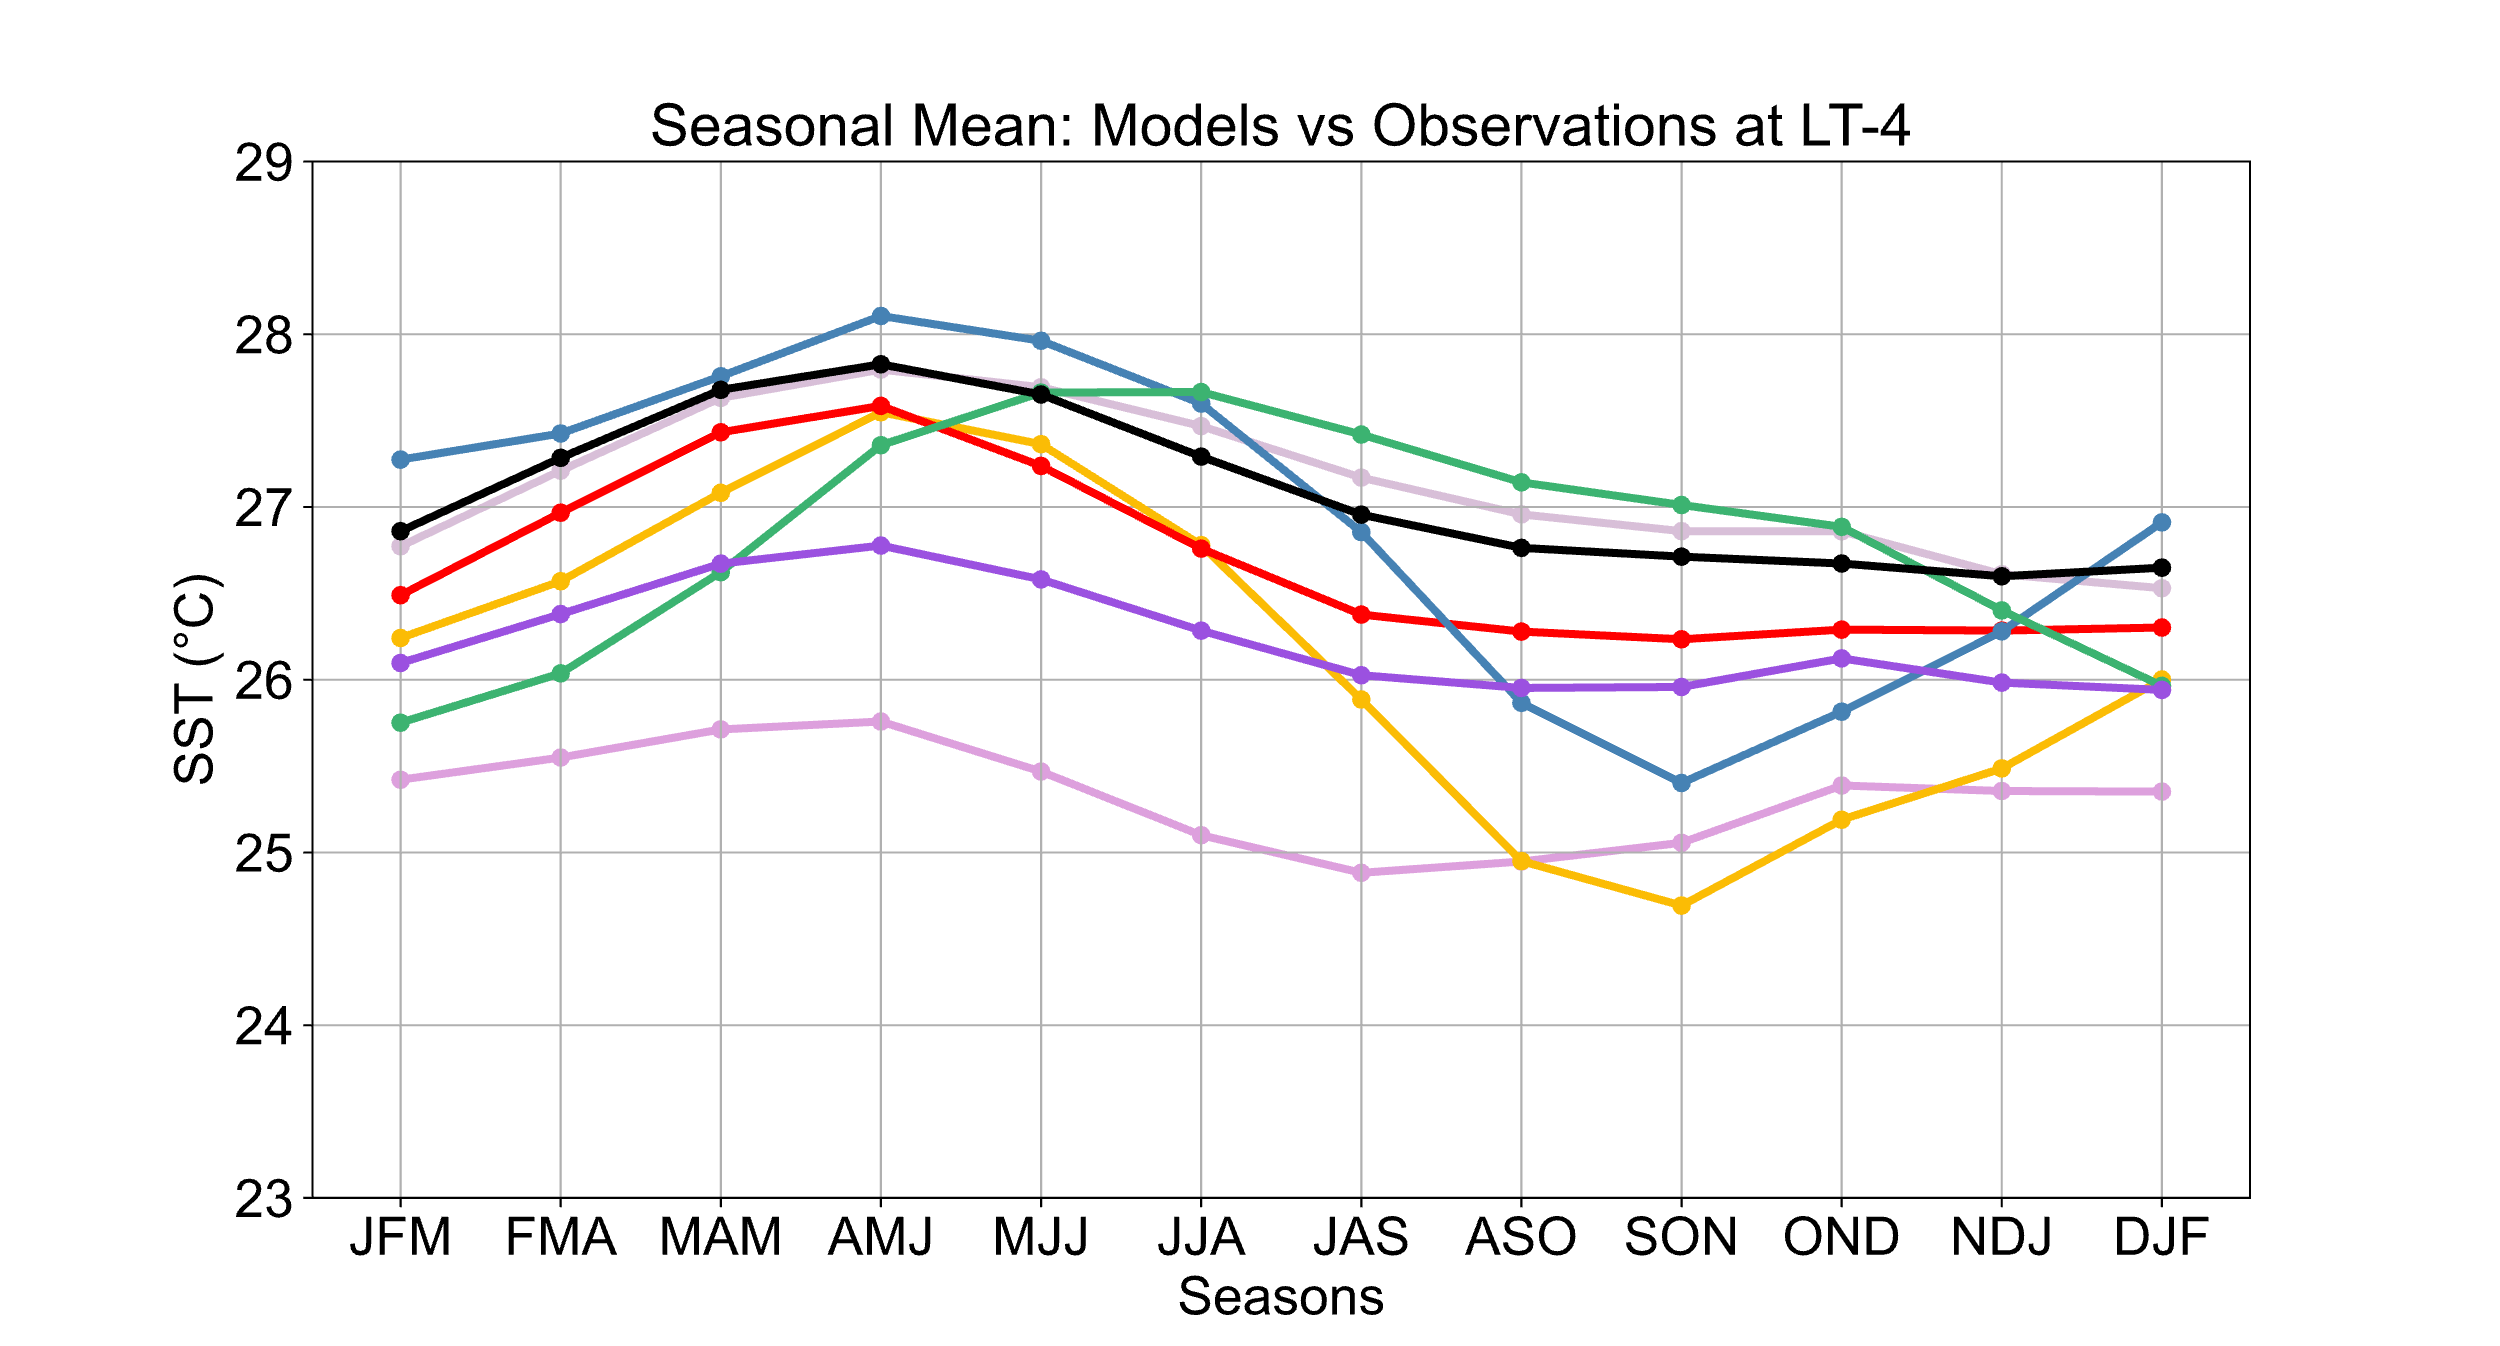 Seasonal Mean: Models vs Observations at LT-4
29
28
27
26
25
24
23
SST (°C)
JFM FMA MAM AMJ MJJ JJA JAS ASO SON OND NDJ DJF
Seasons